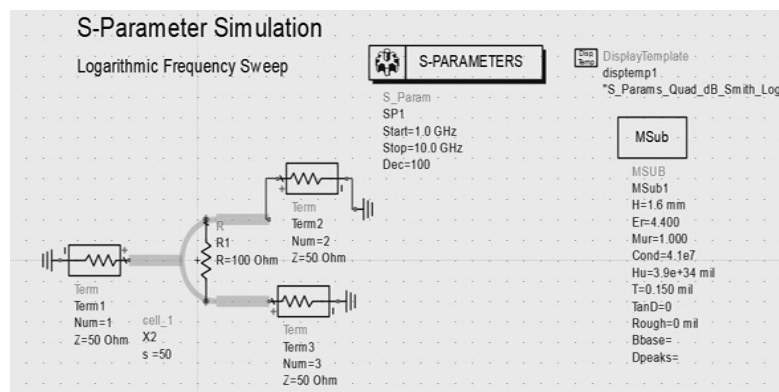 S-Parameter Simulation
Logarithmic Frequency Sweep
S-PARAMETERS
S_Param
SP1
Start=1.0 GHz
Stop=10.0 GHz
Dec=100
Disp
Temp
DisplayTemplate
disptemp1
"S_Params_Quad_dB_Smith_Log
MSub
MSUB
MSub1
H=1.6 mm
Er=4.400
Mur=1.000
Cond=4.1e7
Hu=3.9e+34 mil
T=0.150 mil
TanD=0
Rough=0 mil
Bbase=
Dpeaks=
Term
Term2
Num=2
Z=50 Ohm
R
R1
R=100 Ohm
Term
Term1
Num=1
Z=50 Ohm
cell_1
X2
s =50
Term
Term3
Num=3
Z=50 Ohm